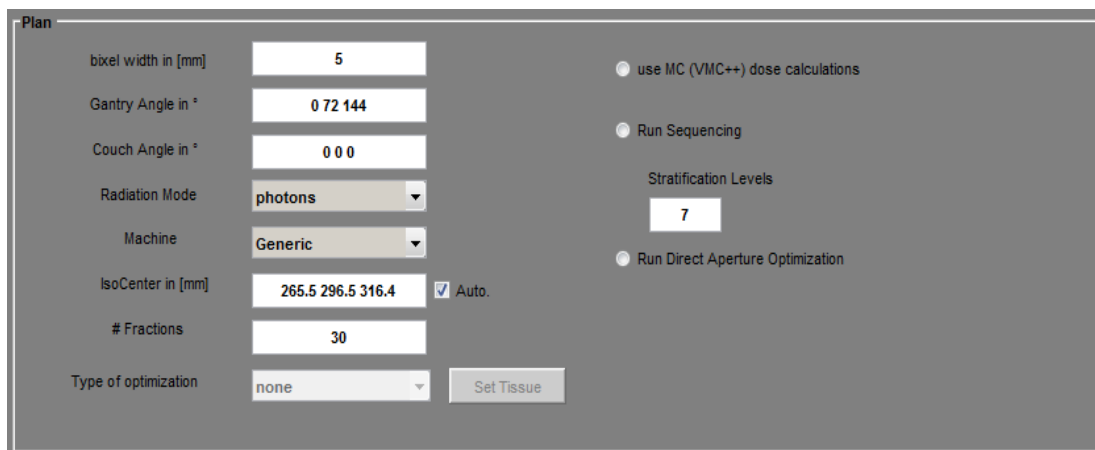 Plan
bixel width in [mm]
5
Gantry Angle in °
0 72 144
Couch Angle in °
0 0 0
Radiation Mode
photons
Machine
Generic
IsoCenter in [mm]
265.5 296.5 316.4
Auto.
# Fractions
30
Type of optimization
none
Set Tissue
use MC (VMC++) dose calculations
Run Sequencing
Stratification Levels
7
Run Direct Aperture Optimization